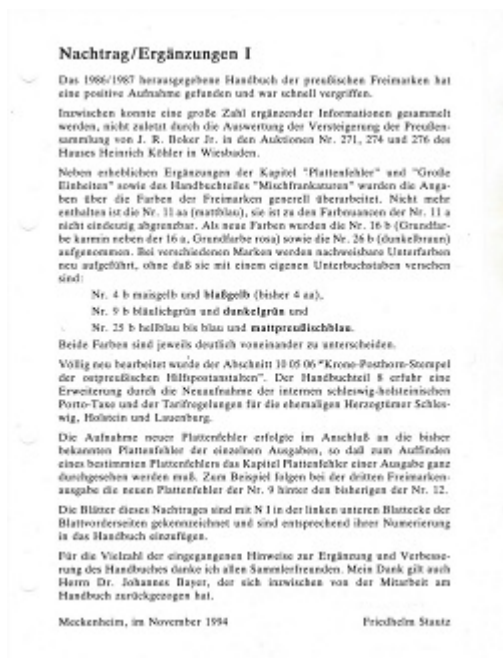 Nachtrag/Ergänzungen I
Das 1986/1987 herausgegebene Handbuch der preußischen Freimarken hat
eine positive Aufnahme gefunden und war schnell vergriffen.
Inzwischen konnte eine große Zahl ergänzender Informationen gesammelt
werden, nicht zuletzt durch die Auswertung der Versteigerung der Preußen-
sammlung von J. R. Boker Jr. in den Auktionen Nr. 271, 274 und 276 des
Hauses Heinrich Köhler in Wiesbaden.
Neben erheblichen Ergänzungen der Kapitel "Plattenfehler" und "Große
Einheiten" sowie des Handbuchteiles "Mischfrankaturen" wurden die Anga-
ben über die Farben der Freimarken generell überarbeitet. Nicht mehr
enthalten ist die Nr. 11 aa (mattblau), sie ist zu den Farbnuancen der Nr. 11 a
nicht eindeutig abgrenzbar. Als neue Farben wurden die Nr. 16 b (Grundfar-
be karmin neben der 16 a, Grundfarbe rosa) sowie die Nr. 26 b (dunkelbraun)
aufgenommen. Bei verschiedenen Marken werden nachweisbare Unterfarben
neu aufgeführt, ohne daß sie mit einem eigenen Unterbuchstaben versehen
sind:
Nr. 4 b maisgelb und blaßgelb (bisher 4 aa),
Nr. 9 b bläulichgrün und dunkelgrün und
Nr. 25 b hellblau bis blau und mattpreußischblau.
Beide Farben sind jeweils deutlich voneinander zu unterscheiden.
Völlig neu bearbeitet wurde der Abschnitt 10 05 06 "Krone-Posthorn-Stempel
der ostpreußischen Hilfspostanstalten". Der Handbuchteil 8 erfuhr eine
Erweiterung durch die Neuaufnahme der internen schleswig-holsteinischen
Porto-Taxe und der Tarifregelungen für die ehemaligen Herzogtümer Schles-
wig, Holstein und Lauenburg.
Die Aufnahme neuer Plattenfehler erfolgte im Anschluß an die bisher
bekannten Plattenfehler der einzelnen Ausgaben, so daß zum Auffinden
eines bestimmten Plattenfehlers das Kapitel Plattenfehler einer Ausgabe ganz
durchgesehen werden muß. Zum Beispiel folgen bei der dritten Freimarken-
ausgabe die neuen Plattenfehler der Nr. 9 hinter den bisherigen der Nr. 12.
Die Blätter dieses Nachtrages sind mit N I in der linken unteren Blattecke der
Blattvorderseiten gekennzeichnet und sind entsprechend ihrer Numerierung
in das Handbuch einzufügen.
Für die Vielzahl der eingegangenen Hinweise zur Ergänzung und Verbesse-
rung des Handbuches danke ich allen Sammlerfreunden. Mein Dank gilt auch
Herrn Dr. Johannes Bayer, der sich inzwischen von der Mitarbeit am
Handbuch zurückgezogen hat.
Meckenheim, im November 1994 Friedhelm Stautz